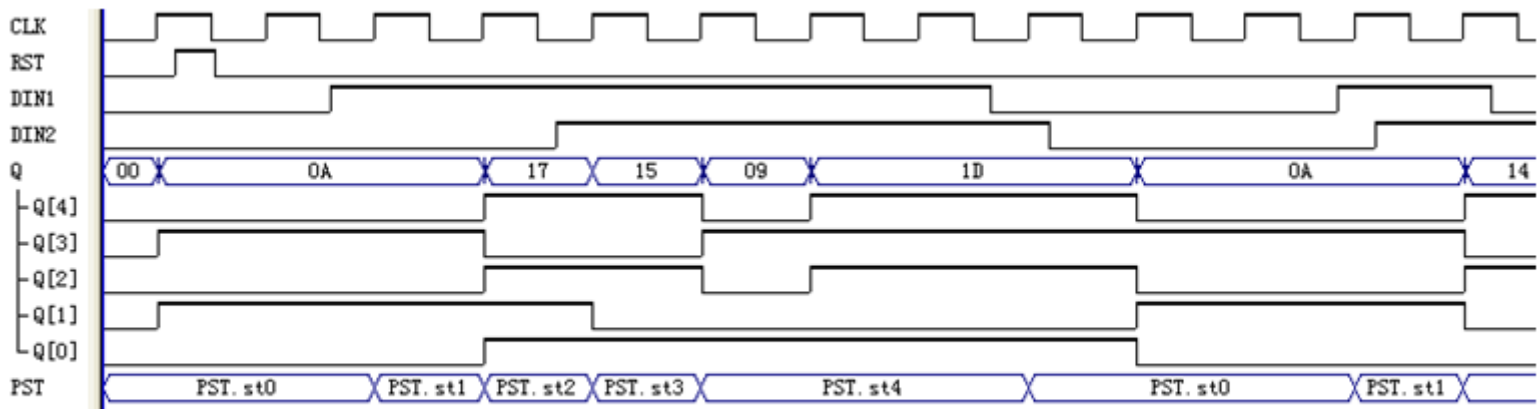 CLK
RST
DIN1
DIN2
Q 00 0A 17 15 09 1D 0A 14
Q[4]
Q[3]
Q[2]
Q[1]
Q[0]
PST PST.st0 PST.st1 PST.st2 PST.st3 PST.st4 PST.st0 PST.st1